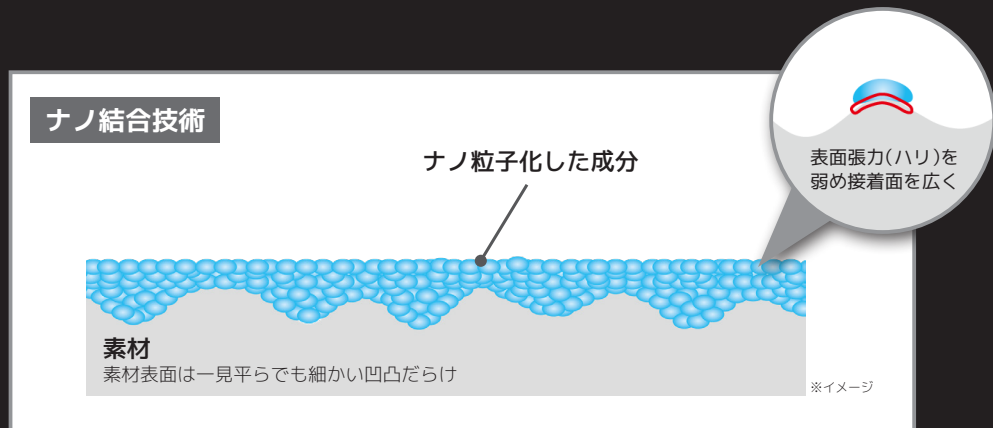 ナノ結合技術
ナノ粒子化した成分
表面張力(ハリ)を
弱め接着面を広く
素材
素材表面は一見平らでも細かい凹凸だらけ
※イメージ